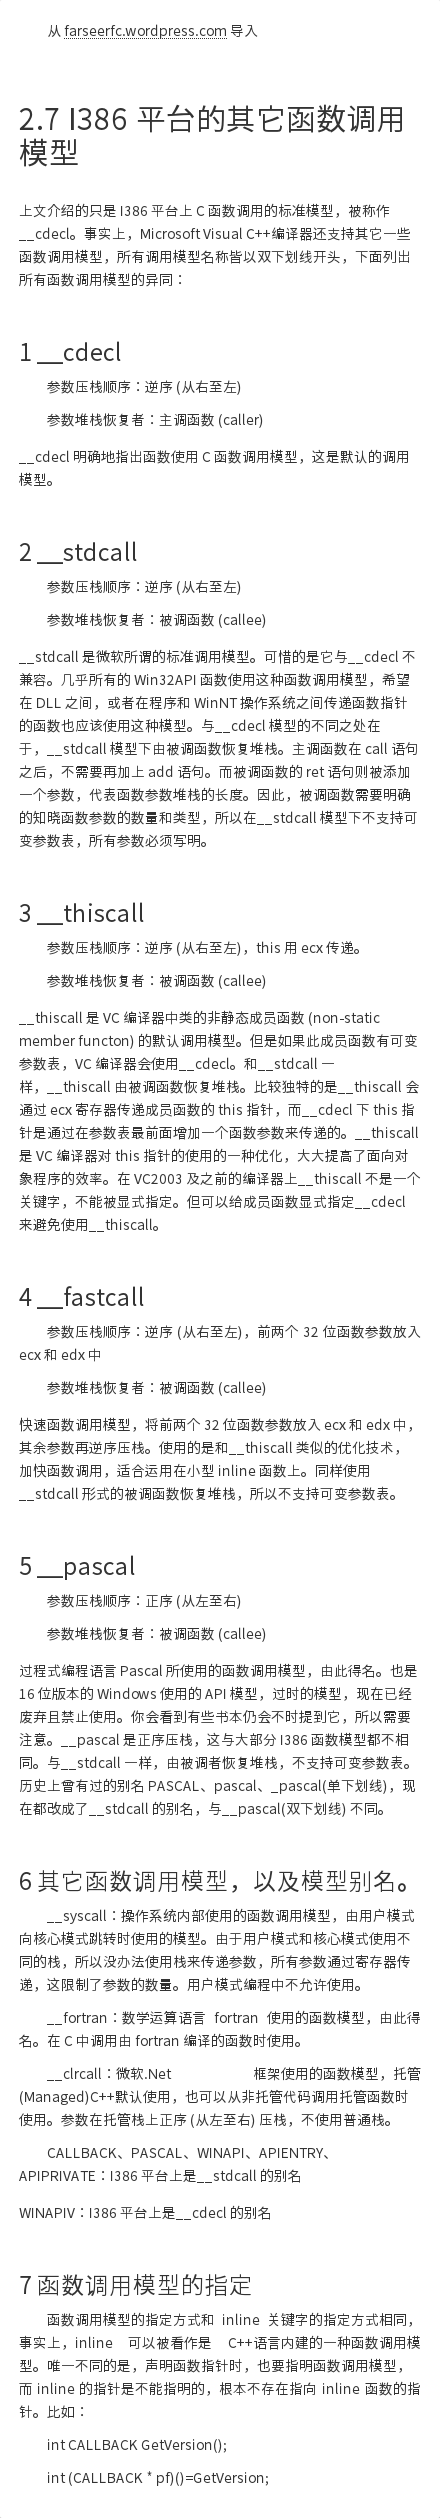 从 farseerfc.wordpress.com 导入
2.7 I386 平台的其它函数调用
模型
上文介绍的只是 I386 平台上 C 函数调用的标准模型，被称作
__cdecl。事实上，Microsoft Visual C++编译器还支持其它一些
函数调用模型，所有调用模型名称皆以双下划线开头，下面列出
所有函数调用模型的异同：
1 __cdecl
参数压栈顺序：逆序 (从右至左)
参数堆栈恢复者：主调函数 (caller)
__cdecl 明确地指出函数使用 C 函数调用模型，这是默认的调用
模型。
2 __stdcall
参数压栈顺序：逆序 (从右至左)
参数堆栈恢复者：被调函数 (callee)
__stdcall 是微软所谓的标准调用模型。可惜的是它与__cdecl 不
兼容。几乎所有的 Win32API 函数使用这种函数调用模型，希望
在 DLL 之间，或者在程序和 WinNT 操作系统之间传递函数指针
的函数也应该使用这种模型。与__cdecl 模型的不同之处在
于，__stdcall 模型下由被调函数恢复堆栈。主调函数在 call 语句
之后，不需要再加上 add 语句。而被调函数的 ret 语句则被添加
一个参数，代表函数参数堆栈的长度。因此，被调函数需要明确
的知晓函数参数的数量和类型，所以在__stdcall 模型下不支持可
变参数表，所有参数必须写明。
3 __thiscall
参数压栈顺序：逆序 (从右至左)，this 用 ecx 传递。
参数堆栈恢复者：被调函数 (callee)
__thiscall 是 VC 编译器中类的非静态成员函数 (non-static
member functon) 的默认调用模型。但是如果此成员函数有可变
参数表，VC 编译器会使用__cdecl。和__stdcall 一
样，__thiscall 由被调函数恢复堆栈。比较独特的是__thiscall 会
通过 ecx 寄存器传递成员函数的 this 指针，而__cdecl 下 this 指
针是通过在参数表最前面增加一个函数参数来传递的。__thiscall
是 VC 编译器对 this 指针的使用的一种优化，大大提高了面向对
象程序的效率。在 VC2003 及之前的编译器上__thiscall 不是一个
关键字，不能被显式指定。但可以给成员函数显式指定__cdecl
来避免使用__thiscall。
4 __fastcall
参数压栈顺序：逆序 (从右至左)，前两个 32 位函数参数放入
ecx 和 edx 中
参数堆栈恢复者：被调函数 (callee)
快速函数调用模型，将前两个 32 位函数参数放入 ecx 和 edx 中，
其余参数再逆序压栈。使用的是和__thiscall 类似的优化技术，
加快函数调用，适合运用在小型 inline 函数上。同样使用
__stdcall 形式的被调函数恢复堆栈，所以不支持可变参数表。
5 __pascal
参数压栈顺序：正序 (从左至右)
参数堆栈恢复者：被调函数 (callee)
过程式编程语言 Pascal 所使用的函数调用模型，由此得名。也是
16 位版本的 Windows 使用的 API 模型，过时的模型，现在已经
废弃且禁止使用。你会看到有些书本仍会不时提到它，所以需要
注意。__pascal 是正序压栈，这与大部分 I386 函数模型都不相
同。与__stdcall 一样，由被调者恢复堆栈，不支持可变参数表。
历史上曾有过的别名 PASCAL、pascal、_pascal(单下划线)，现
在都改成了__stdcall 的别名，与__pascal(双下划线) 不同。
6 其它函数调用模型，以及模型别名。
__syscall：操作系统内部使用的函数调用模型，由用户模式
向核心模式跳转时使用的模型。由于用户模式和核心模式使用不
同的栈，所以没办法使用栈来传递参数，所有参数通过寄存器传
递，这限制了参数的数量。用户模式编程中不允许使用。
__fortran：数学运算语言 fortran 使用的函数模型，由此得
名。在 C 中调用由 fortran 编译的函数时使用。
__clrcall：微软.Net 框架使用的函数模型，托管
(Managed)C++默认使用，也可以从非托管代码调用托管函数时
使用。参数在托管栈上正序 (从左至右) 压栈，不使用普通栈。
CALLBACK、PASCAL、WINAPI、APIENTRY、
APIPRIVATE：I386 平台上是__stdcall 的别名
WINAPIV：I386 平台上是__cdecl 的别名
7 函数调用模型的指定
函数调用模型的指定方式和 inline 关键字的指定方式相同，
事实上，inline 可以被看作是 C++语言内建的一种函数调用模
型。唯一不同的是，声明函数指针时，也要指明函数调用模型，
而 inline 的指针是不能指明的，根本不存在指向 inline 函数的指
针。比如：
int CALLBACK GetVersion();
int (CALLBACK * pf)()=GetVersion;